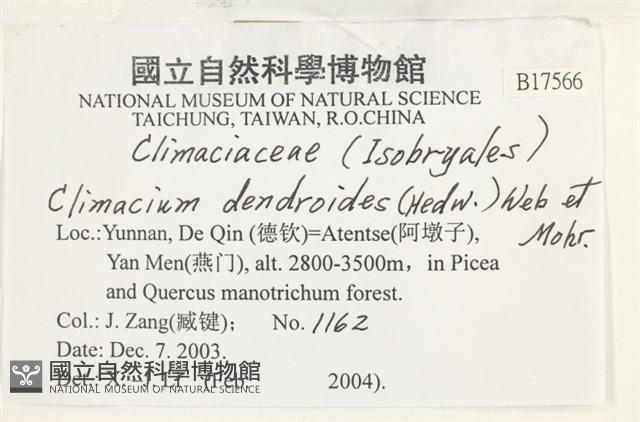 國立自然科學博物館
B17566
NATIONAL MUSEUM OF NATURAL SCIENCE
TAICHUNG, TAIWAN, R.O.CHINA
Climaciaceae (Isobryales)
Climacium dendroides (Hedw.) Web et Mohr.
Loc.:Yunnan, De Qin (德钦)=Atentse(阿墩子),
Yan Men(燕门), alt. 2800-3500m, in Picea
and Quercus manotrichum forest.
Col.: J. Zang(臧键); No. 1162
Date: Dec. 7. 2003.
2004).
國立自然科學博物館
NATIONAL MUSEUM OF NATURAL SCIENCE